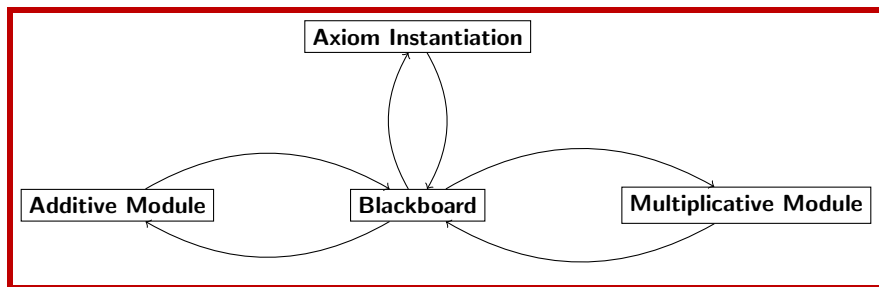 Axiom Instantiation
Additive Module
Blackboard
Multiplicative Module